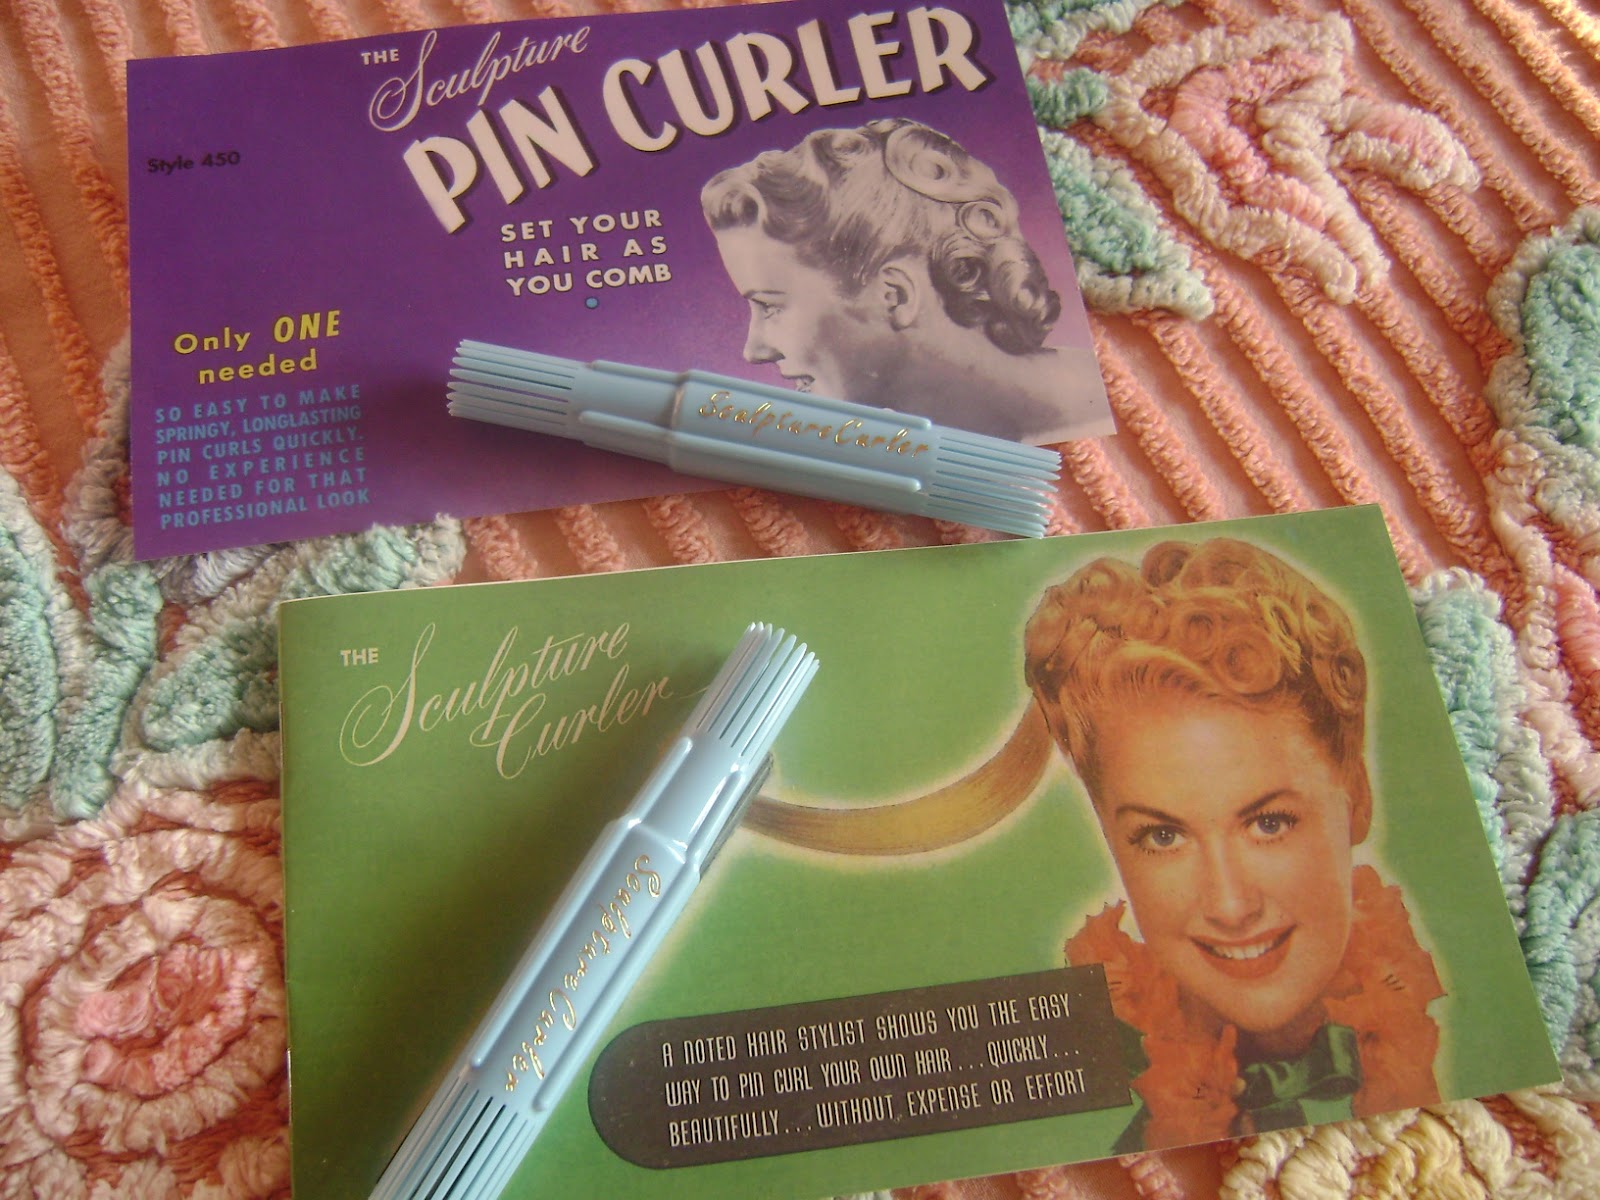 THE Sculpture
PIN CURLER
Style 450
SET YOUR
HAIR AS
YOU COMB
Only ONE
needed
SO EASY TO MAKE
SPRINGY, LONGLASTING
PIN CURLS QUICKLY.
NO EXPERIENCE
NEEDED FOR THAT
PROFESSIONAL LOOK
Sculpture Curler
THE Sculpture
Curler
Sculpture Curler
A NOTED HAIR STYLIST SHOWS YOU THE EASY
WAY TO PIN CURL YOUR OWN HAIR...QUICKLY...
BEAUTIFULLY...WITHOUT EXPENSE OR EFFORT